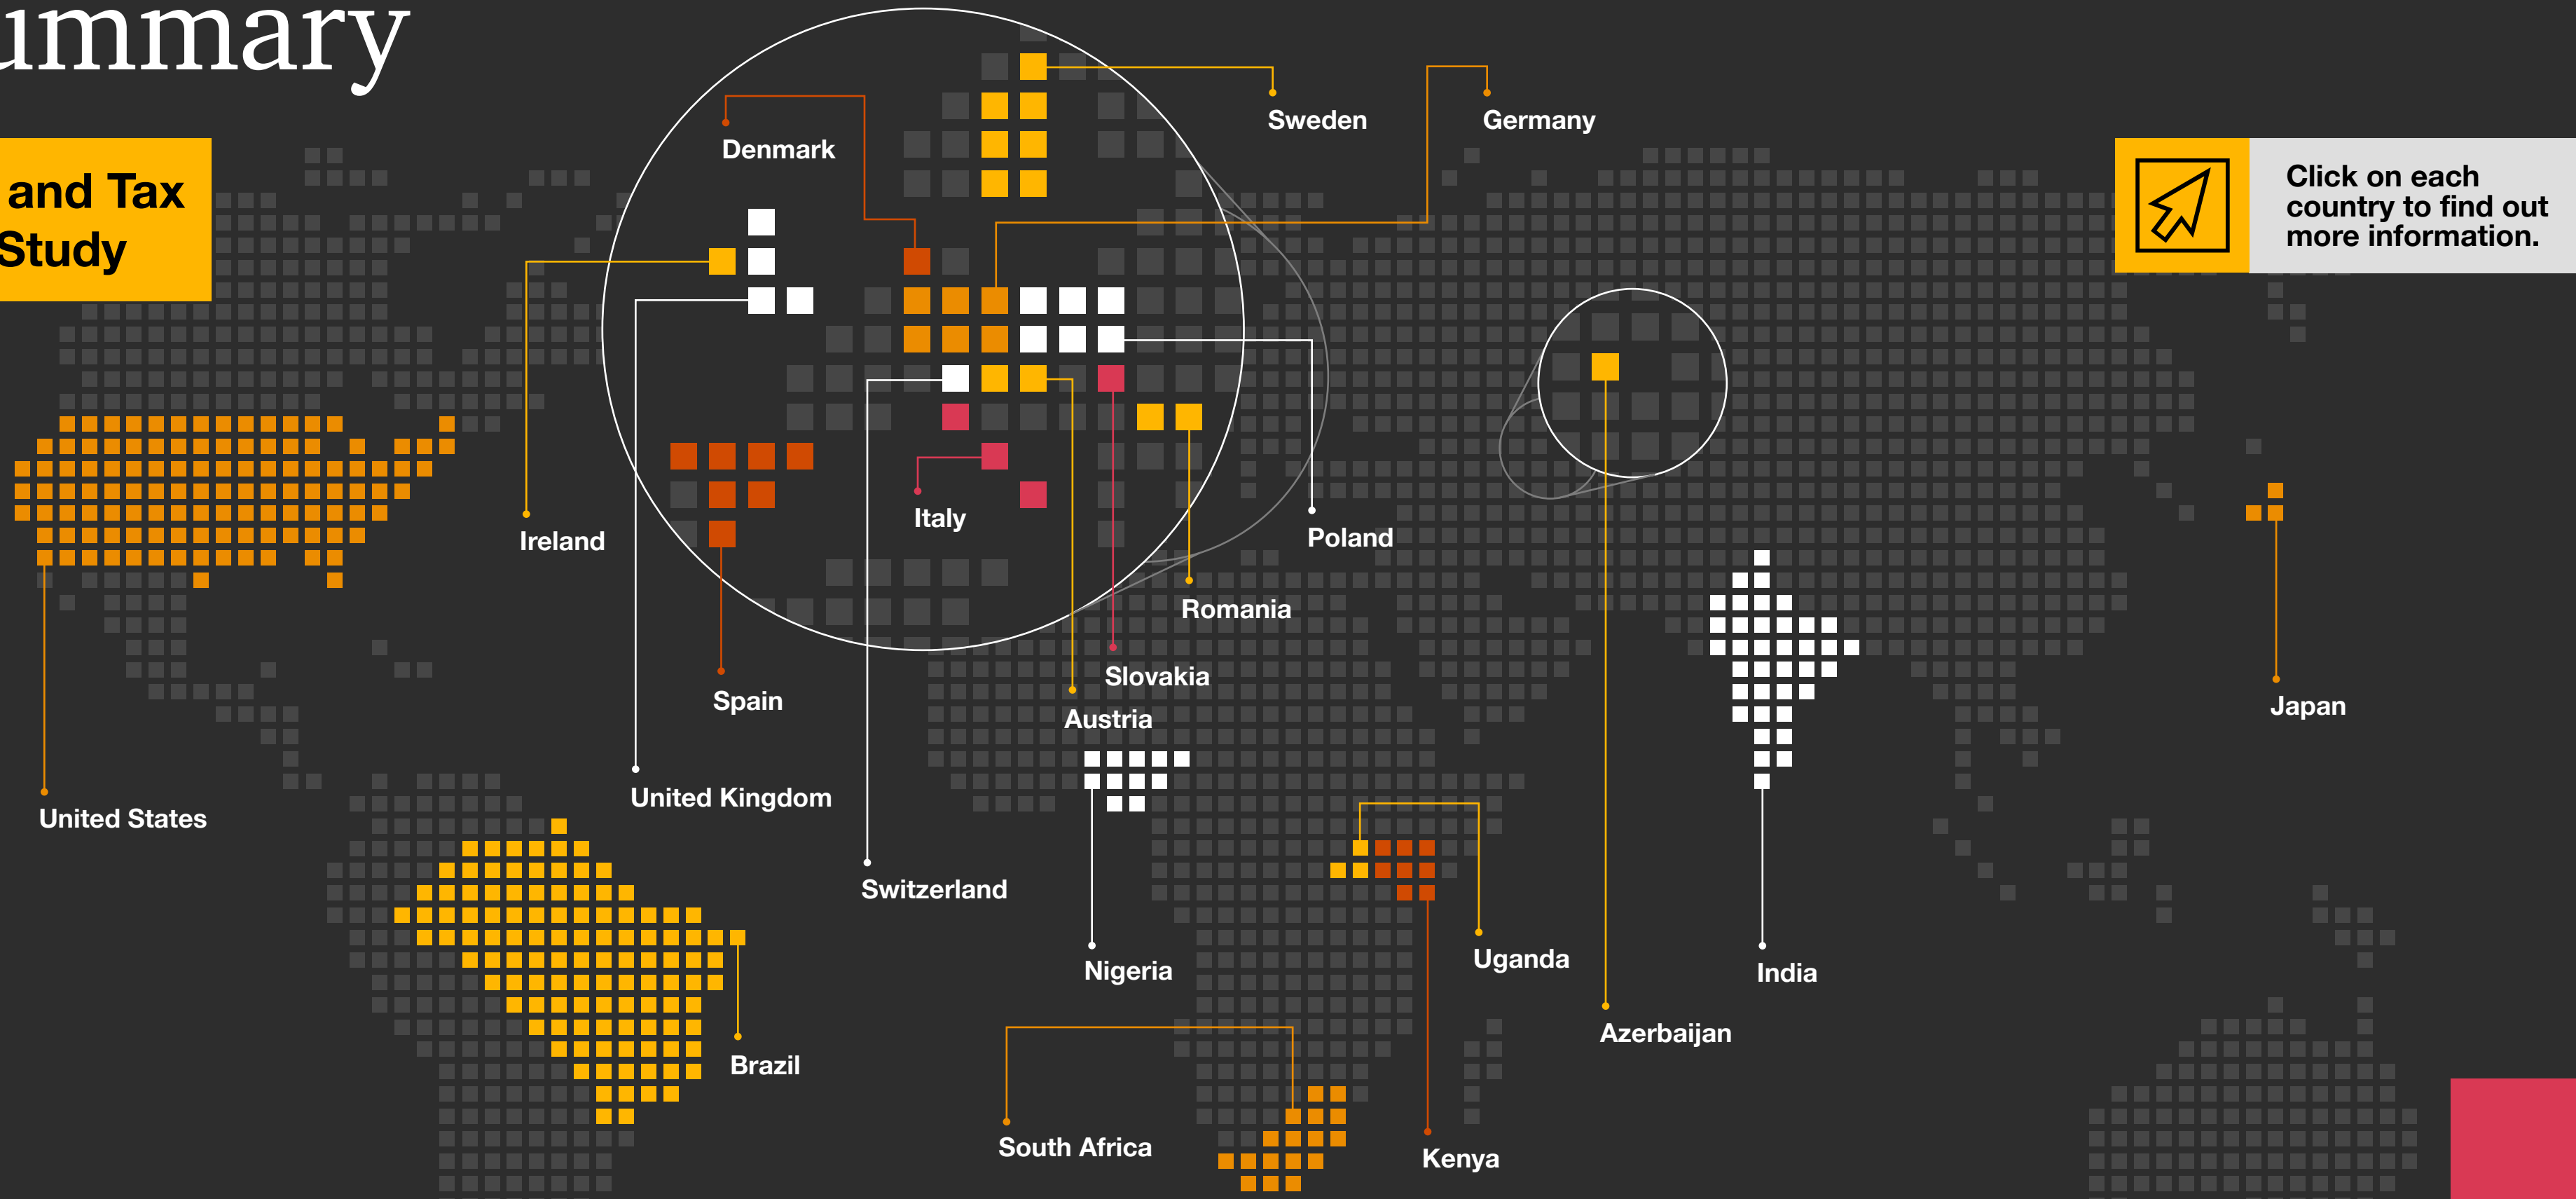 ummary
and Tax
Study
Click on each
country to find out
more information.
Sweden
Germany
Denmark
Ireland
Italy
Poland
Romania
Slovakia
Spain
Austria
Japan
United Kingdom
United States
Switzerland
Uganda
Nigeria
India
Azerbaijan
Brazil
South Africa
Kenya